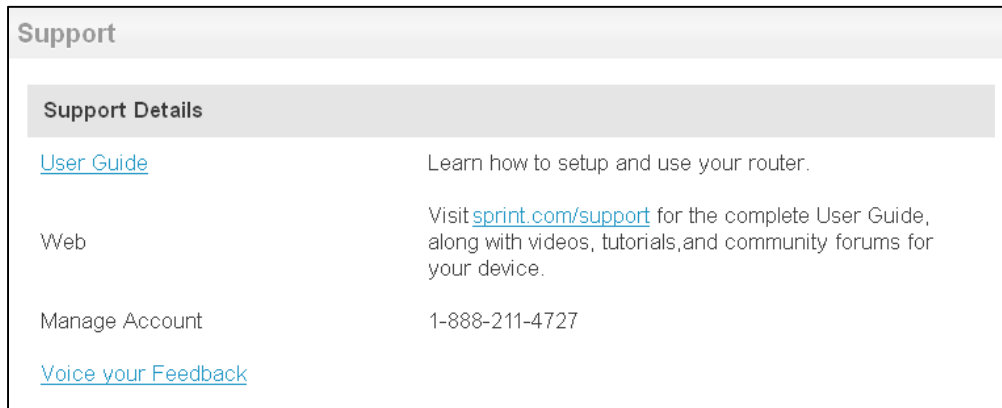 Support
Support Details
User Guide
Learn how to setup and use your router.
Web
Visit sprint.com/support for the complete User Guide,
along with videos, tutorials,and community forums for
your device.
Manage Account
1-888-211-4727
Voice your Feedback